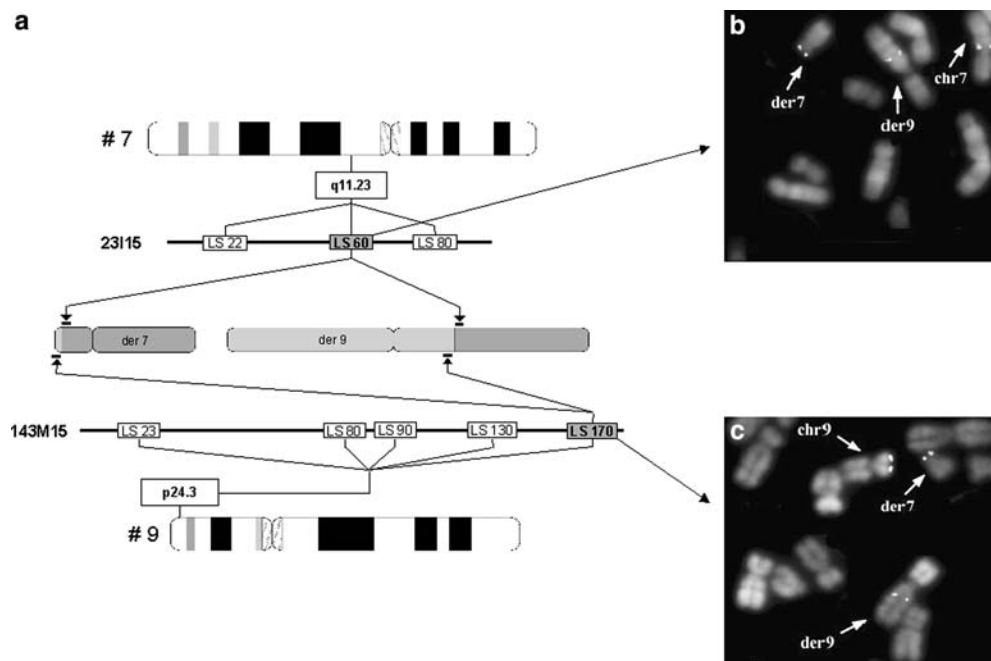 a
b
der7
der9
chr7
# 7
q11.23
23I15
LS 22
LS 60
LS 80
der 7
der 9
143M15
LS 23
LS 80
LS 90
LS 130
LS 170
p24.3
# 9
c
chr9
der7
der9